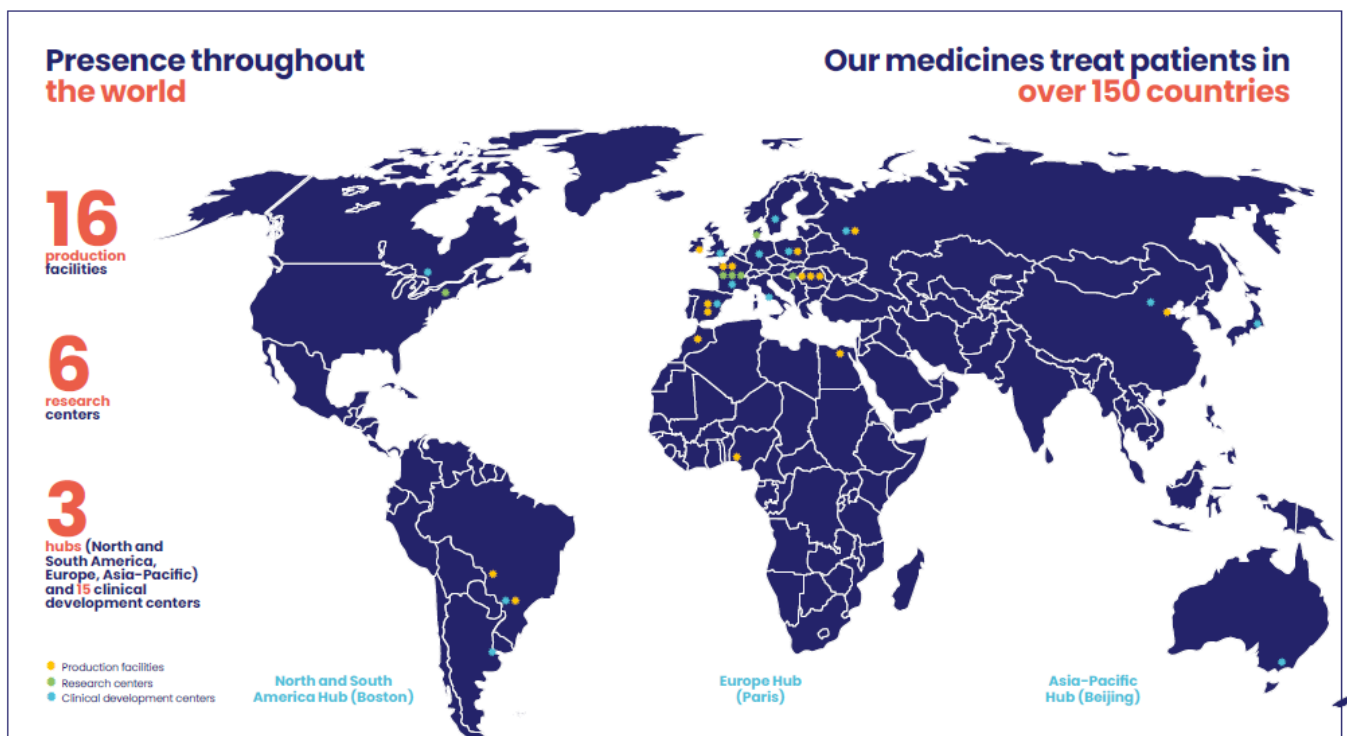 Presence throughout
the world
Our medicines treat patients in
over 150 countries
16
production
facilities
6
research
centers
3
hubs (North and
South America,
Europe, Asia-Pacific)
and 15 clinical
development centers
Production facilities
Research centers
Clinical development centers
North and South
America Hub (Boston)
Europe Hub
(Paris)
Asia-Pacific
Hub (Beijing)